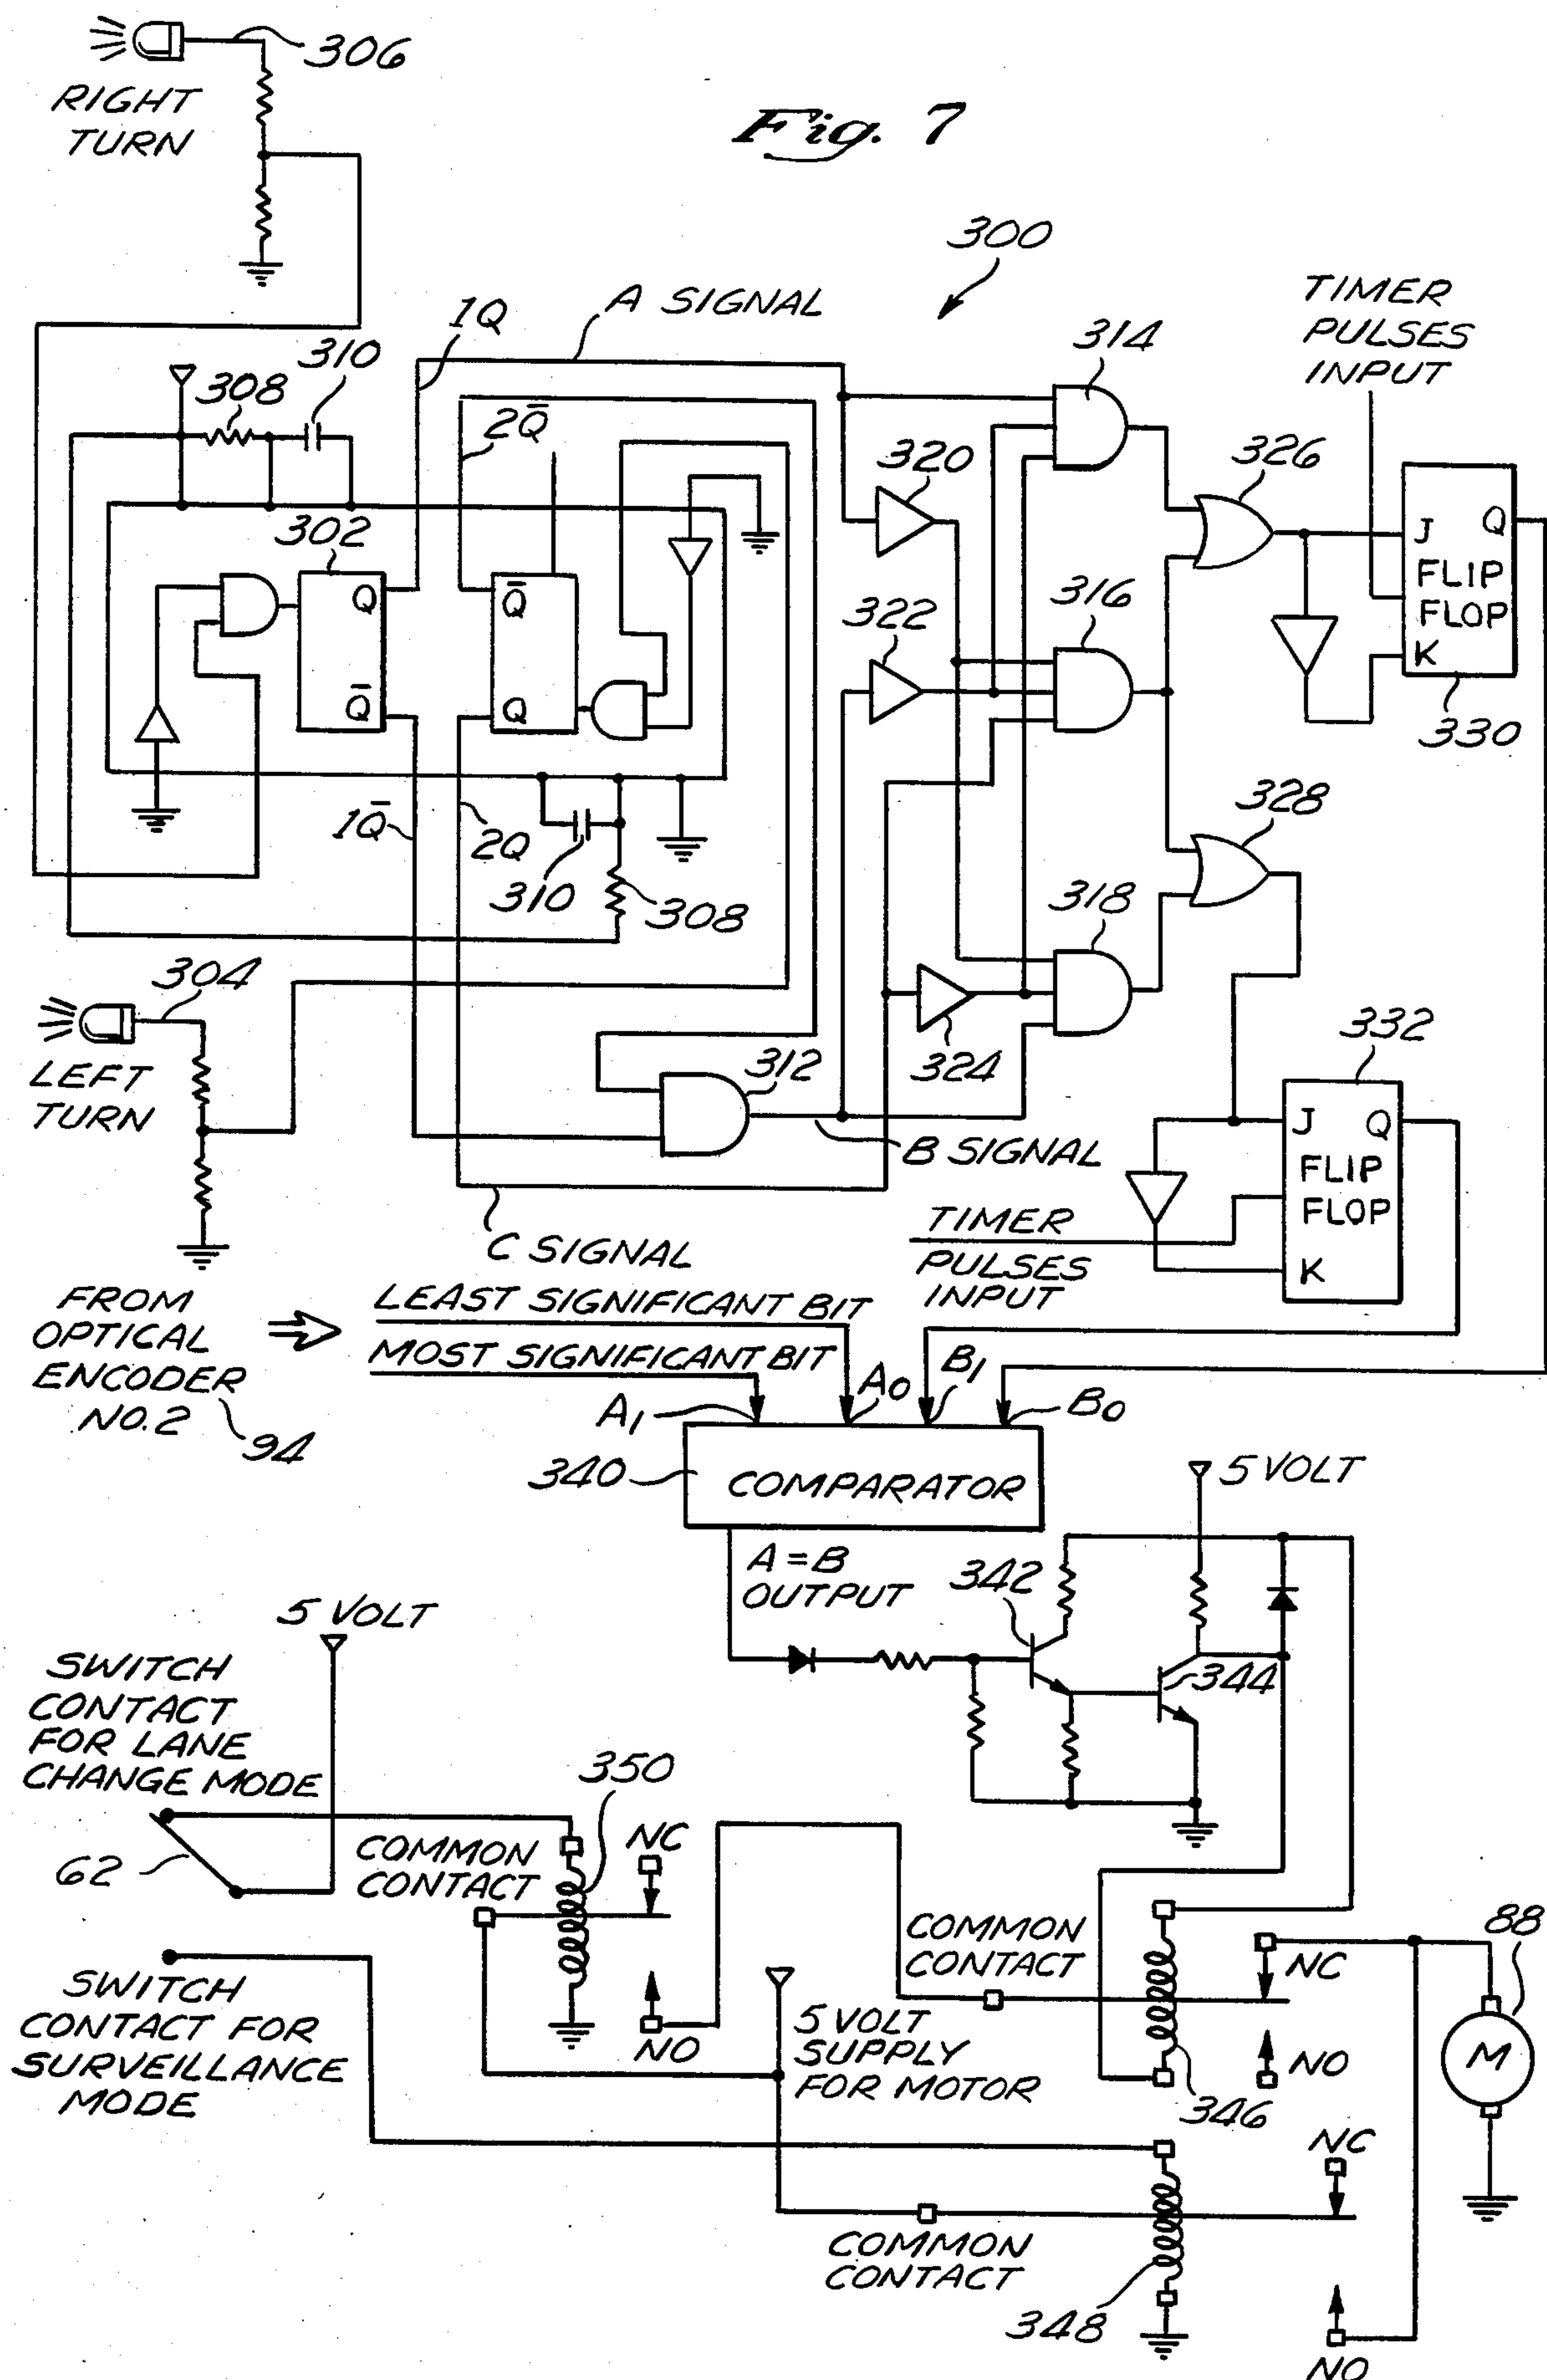 306
RIGHT
TURN
Fig. 7
300
A SIGNAL
1Q
TIMER
PULSES
INPUT
314
310
308
2Q̅
320
326
302
Q
Q̅
J
Q
FLIP
FLOP
K
322
316
Q̅
Q
330
1Q̅
2Q
328
310
308
318
304
332
324
312
LEFT
TURN
J
Q
FLIP
FLOP
K
B SIGNAL
C SIGNAL
TIMER
PULSES
INPUT
FROM
OPTICAL
ENCODER
NO. 2
94
LEAST SIGNIFICANT BIT
MOST SIGNIFICANT BIT
A1
A0
B1
B0
340
COMPARATOR
5 VOLT
A = B
OUTPUT
342
344
5 VOLT
SWITCH
CONTACT
FOR LANE
CHANGE MODE
350
62
COMMON
CONTACT
NC
NO
COMMON
CONTACT
NC
88
SWITCH
CONTACT FOR
SURVEILLANCE
MODE
5 VOLT
SUPPLY
FOR MOTOR
NO
M
346
NC
COMMON
CONTACT
348
NO